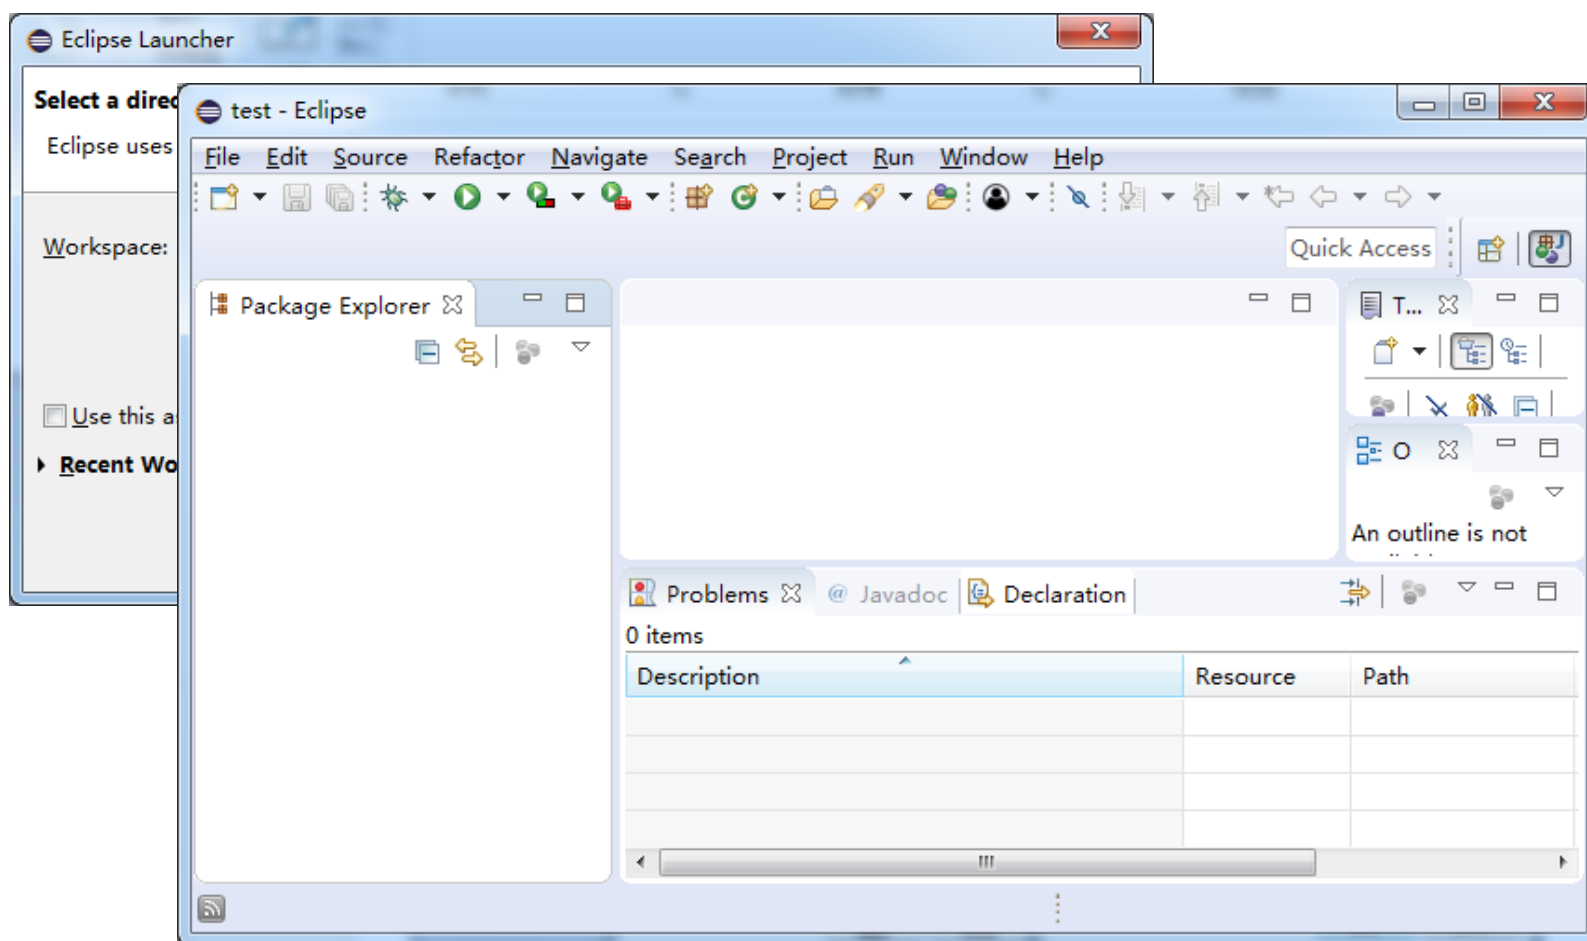 Eclipse Launcher
Select a direc
Eclipse uses
Workspace:
Use this a
Recent Wo
test - Eclipse
File Edit Source Refactor Navigate Search Project Run Window Help
Quick Access
Package Explorer
T...
O
An outline is not
Problems @ Javadoc Declaration
0 items
Description Resource Path